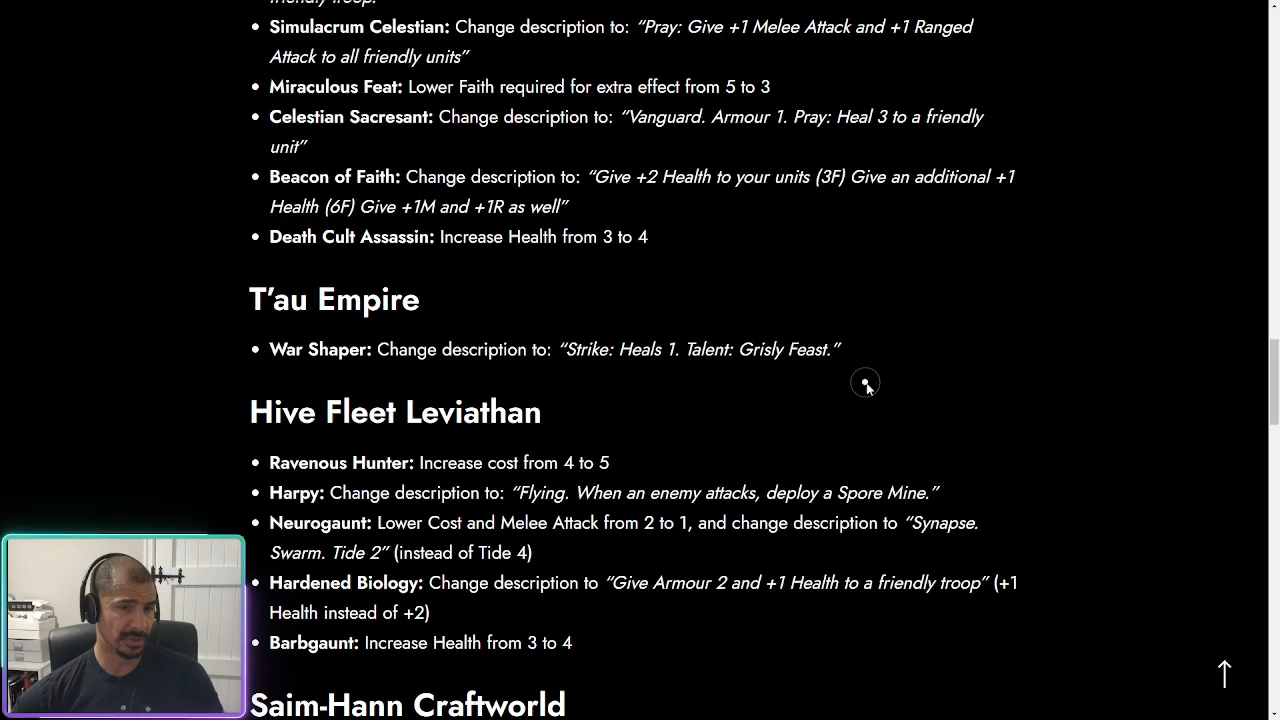 Simulacrum Celestian: Change description to: “Pray: Give +1 Melee Attack and +1 Ranged
Attack to all friendly units”
Miraculous Feat: Lower Faith required for extra effect from 5 to 3
Celestian Sacresant: Change description to: “Vanguard. Armour 1. Pray: Heal 3 to a friendly
unit”
Beacon of Faith: Change description to: “Give +2 Health to your units (3F) Give an additional +1
Health (6F) Give +1M and +1R as well”
Death Cult Assassin: Increase Health from 3 to 4
T’au Empire
War Shaper: Change description to: “Strike: Heals 1. Talent: Grisly Feast.”
Hive Fleet Leviathan
Ravenous Hunter: Increase cost from 4 to 5
Harpy: Change description to: “Flying. When an enemy attacks, deploy a Spore Mine.”
Neurogaunt: Lower Cost and Melee Attack from 2 to 1, and change description to “Synapse.
Swarm. Tide 2” (instead of Tide 4)
Hardened Biology: Change description to “Give Armour 2 and +1 Health to a friendly troop” (+1
Health instead of +2)
Barbgaunt: Increase Health from 3 to 4
Saim-Hann Craftworld